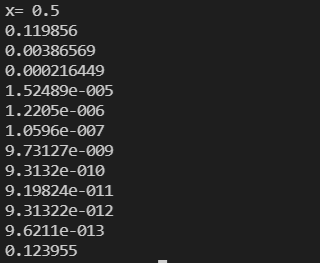 x= 0.5
0.119856
0.00386569
0.000216449
1.52489e-005
1.2205e-006
1.0596e-007
9.73127e-009
9.3132e-010
9.19824e-011
9.31322e-012
9.6211e-013
0.123955